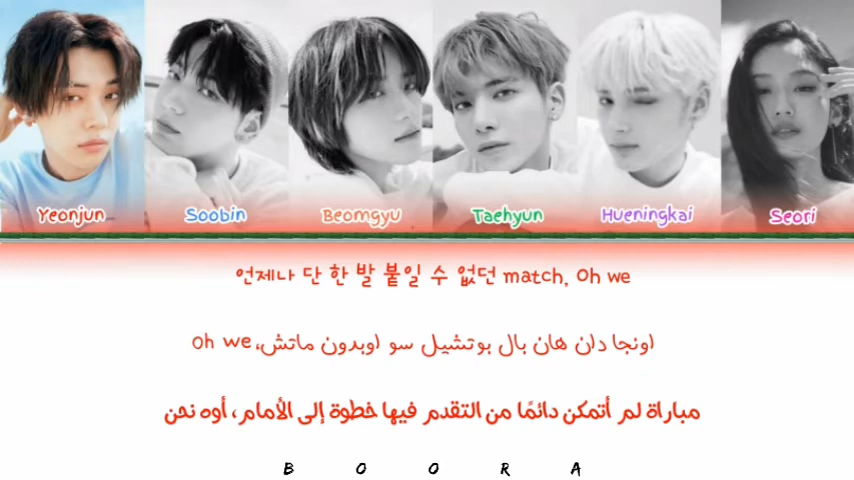 Yeonjun Soobin Beomgyu Taehyun Hueningkai Seori
언제나 단 한 발 붙일 수 없던 match, Oh we
اونجا دان هان بال بوتشيل سو اوبدون ماتش، Oh we
مباراة لم أتمكن دائمًا من التقدم فيها خطوة إلى الأمام، أوه نحن
B O O R A